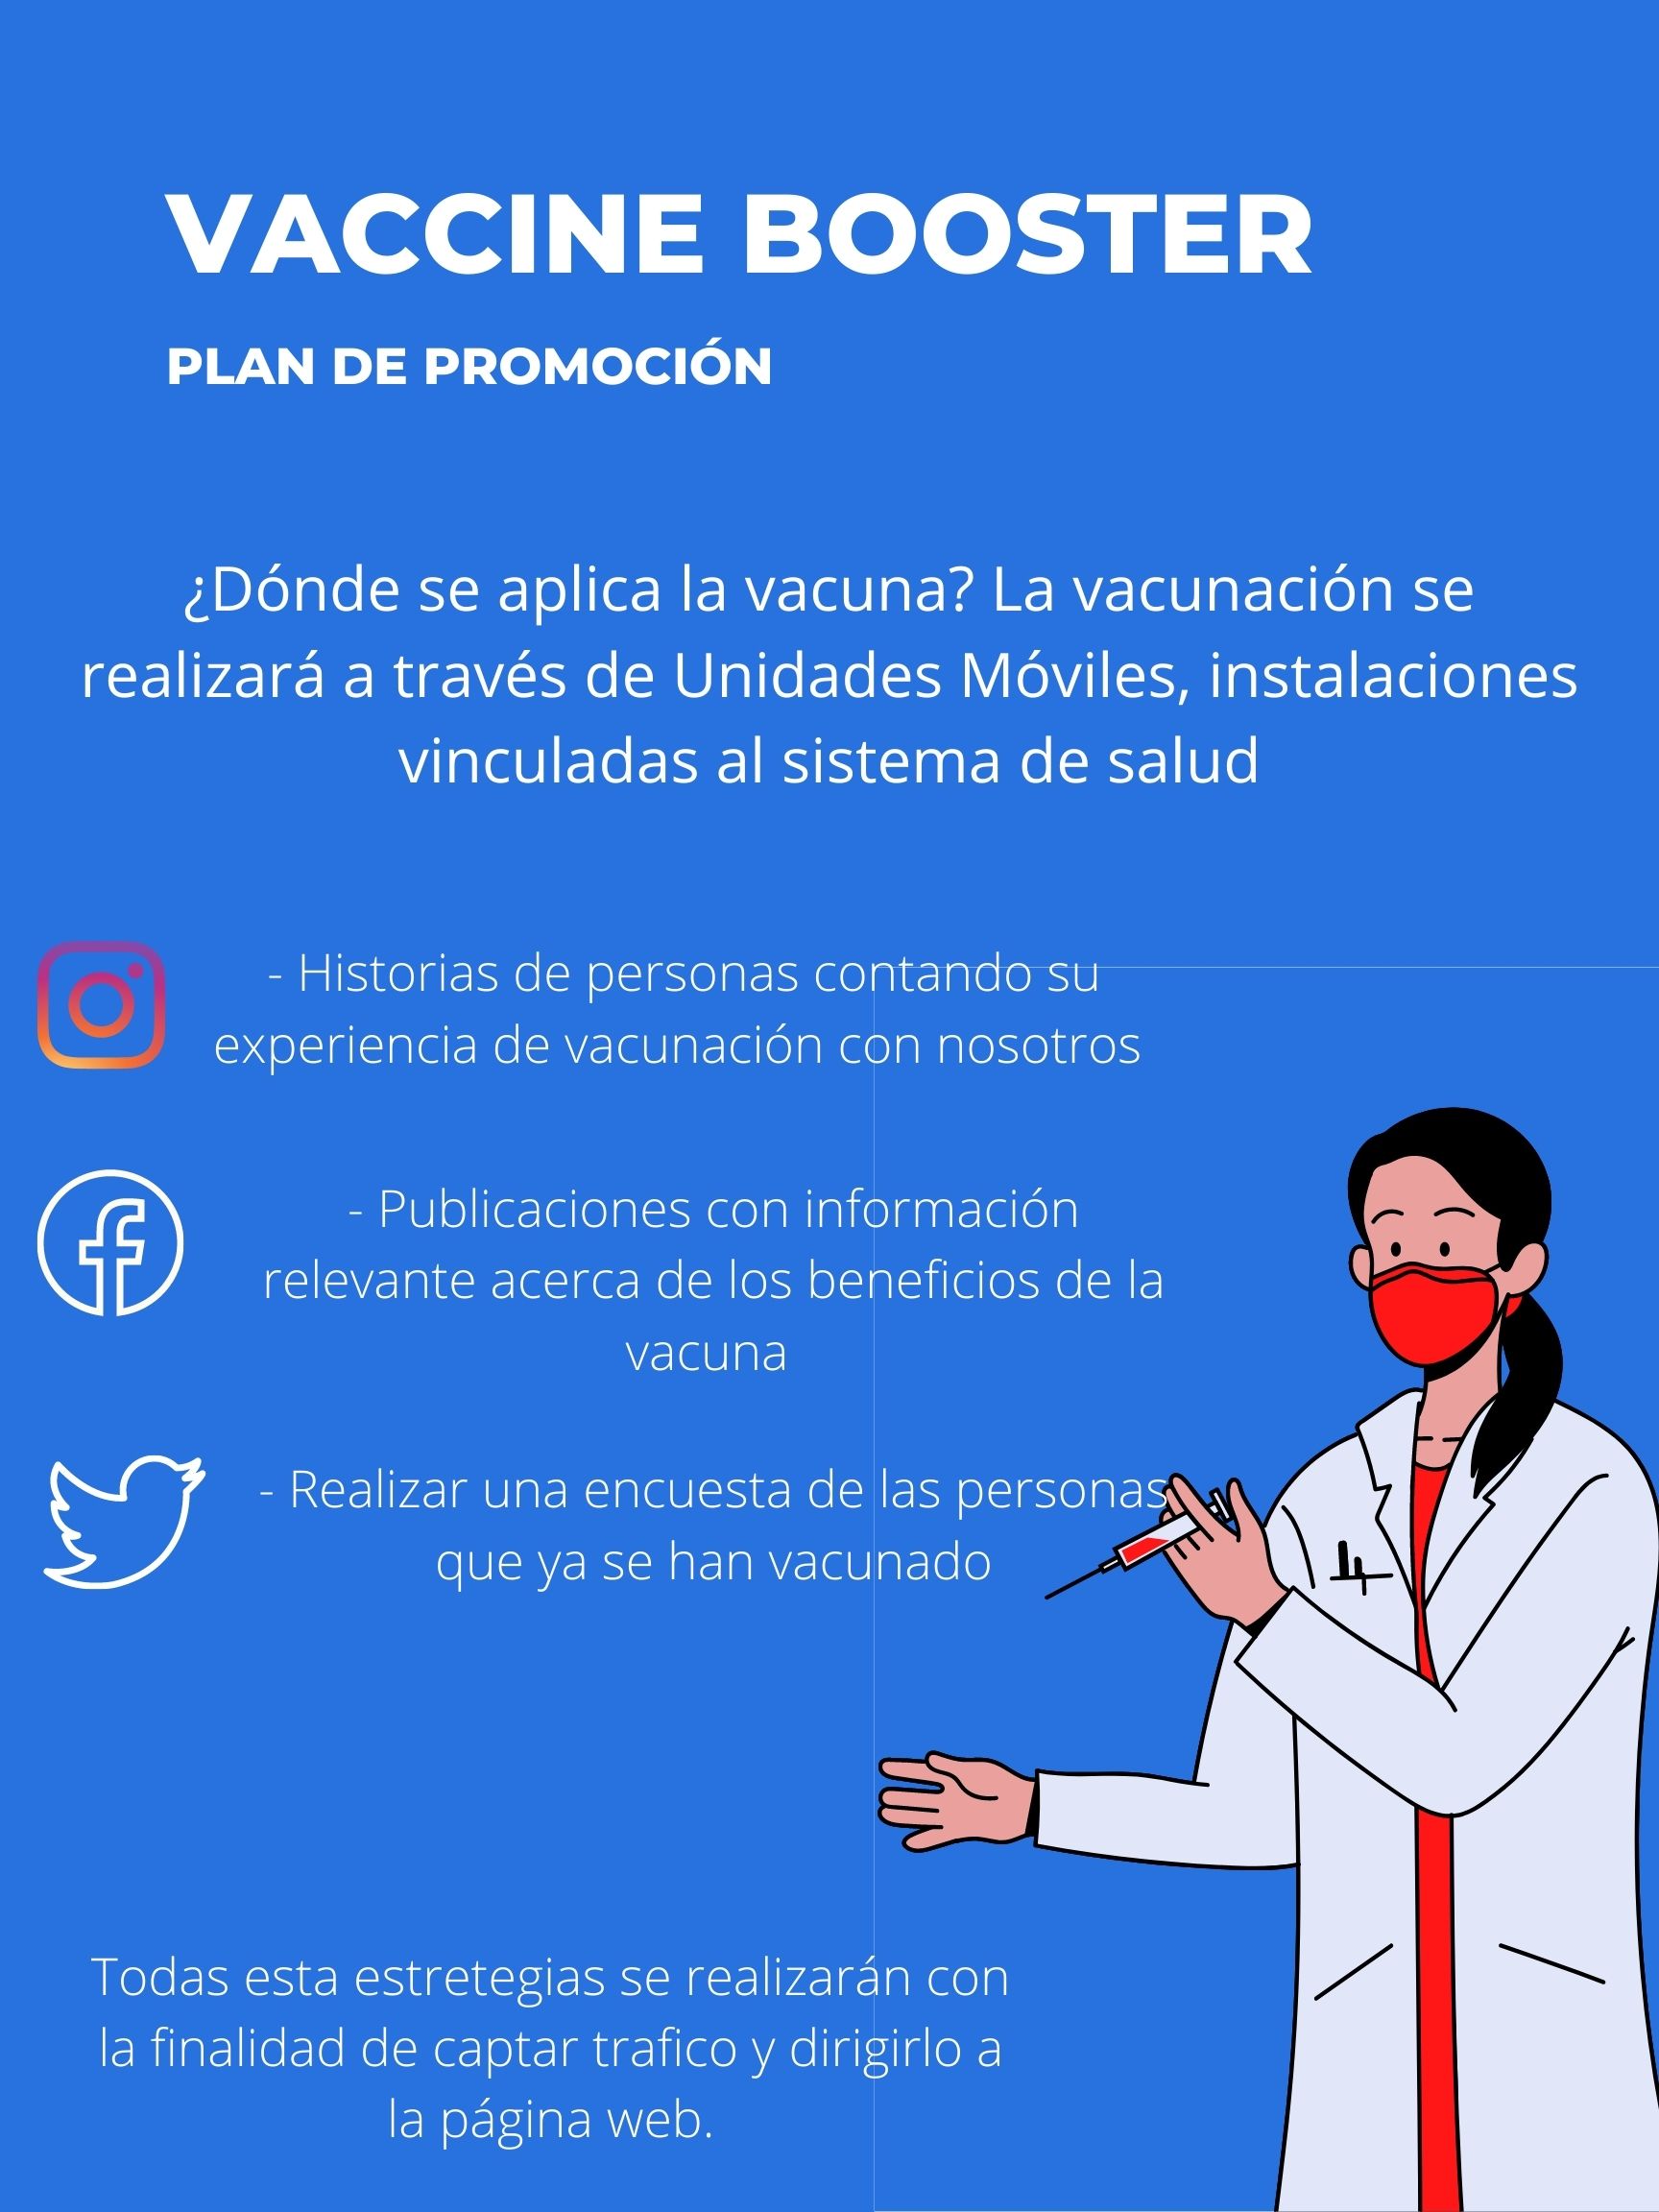 VACCINE BOOSTER
PLAN DE PROMOCIÓN
¿Dónde se aplica la vacuna? La vacunación se
realizará a través de Unidades Móviles, instalaciones
vinculadas al sistema de salud
- Historias de personas contando su
experiencia de vacunación con nosotros
- Publicaciones con información
relevante acerca de los beneficios de la
vacuna
- Realizar una encuesta de las personas
que ya se han vacunado
Todas esta estretegias se realizarán con
la finalidad de captar trafico y dirigirlo a
la página web.